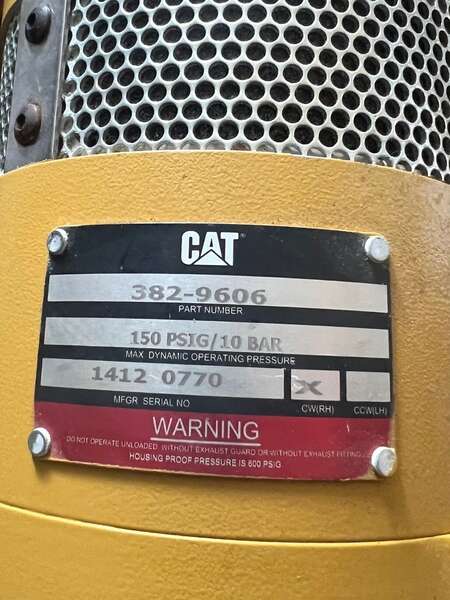 CAT
382-9606
PART NUMBER
150 PSIG/10 BAR
MAX DYNAMIC OPERATING PRESSURE
1412 0770 X
MFGR SERIAL NO CW(RH) CCW(LH)
WARNING
DO NOT OPERATE UNLOADED, WITHOUT EXHAUST GUARD OR WITHOUT EXHAUST FITTING.
HOUSING PROOF PRESSURE IS 600 PSIG